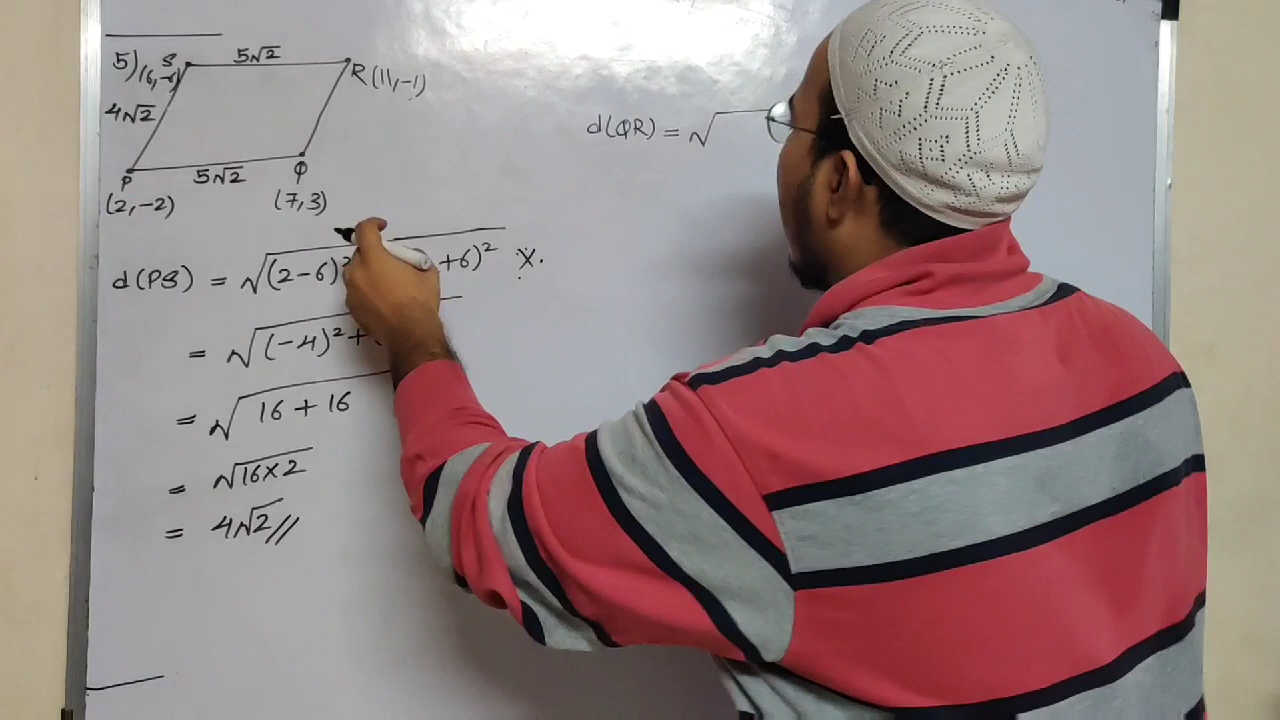 5) S 5√2
(6,-6) R (11,-1)
4√2
P 5√2 Q
(2,-2) (7,3)
d(QR) = √
d(PS) = √(2-6)² +6)²
= √(-4)²+
= √16+16
= √16×2
= 4√2//